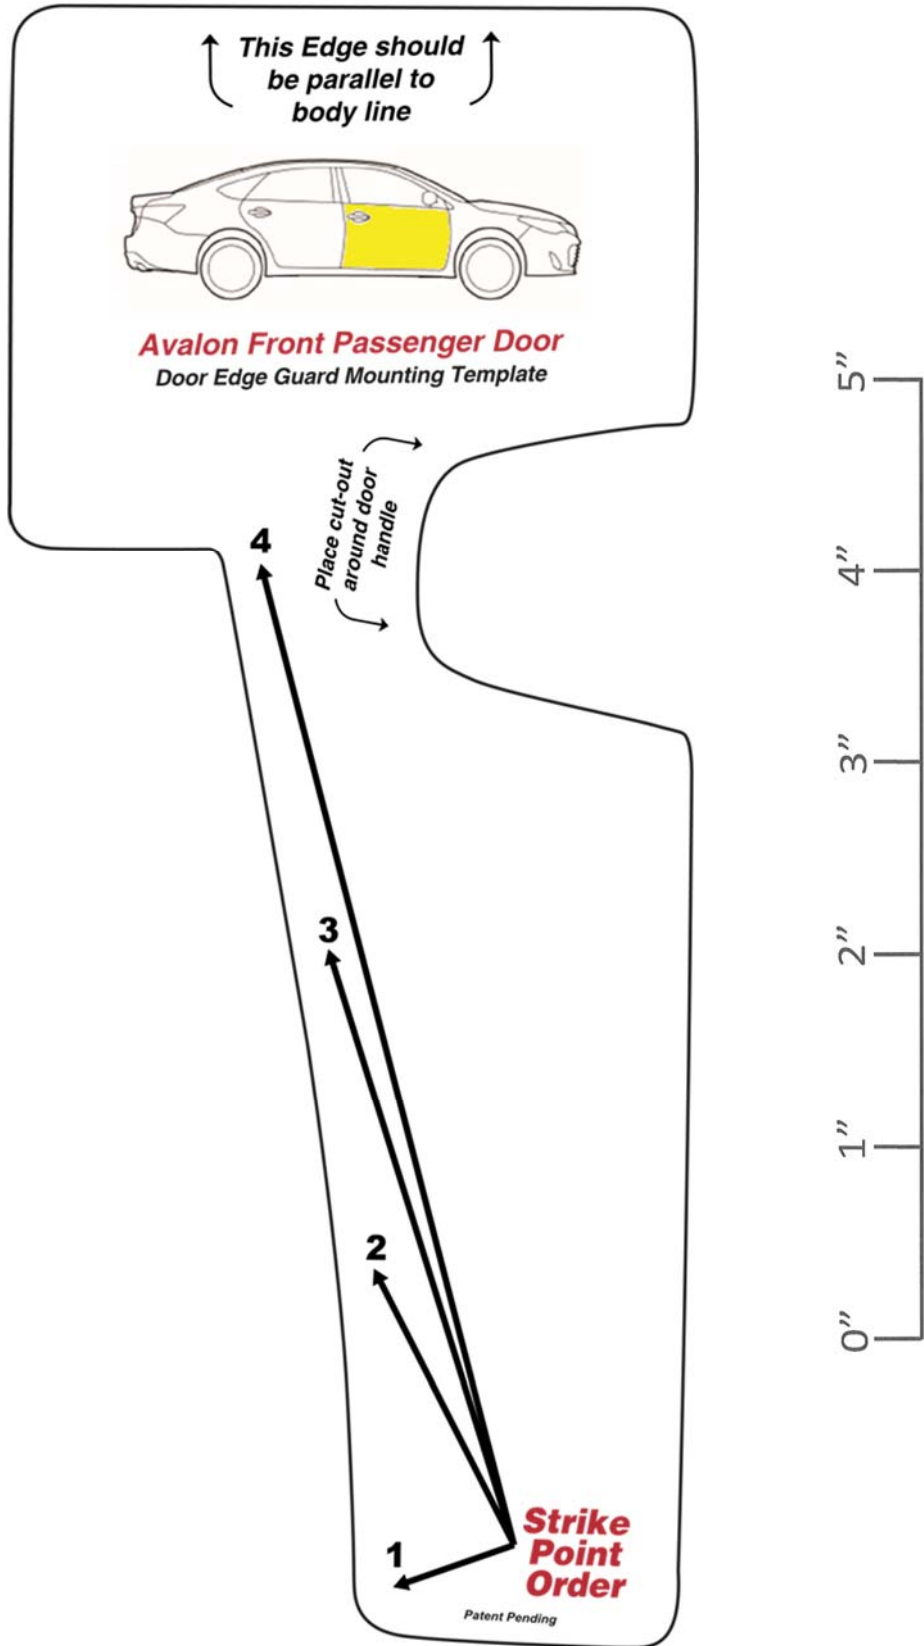 This Edge should
be parallel to
body line
Avalon Front Passenger Door
Door Edge Guard Mounting Template
Place cut-out
around door
handle
4
3
2
1
Strike
Point
Order
Patent Pending
5”
4”
3”
2”
1”
0”